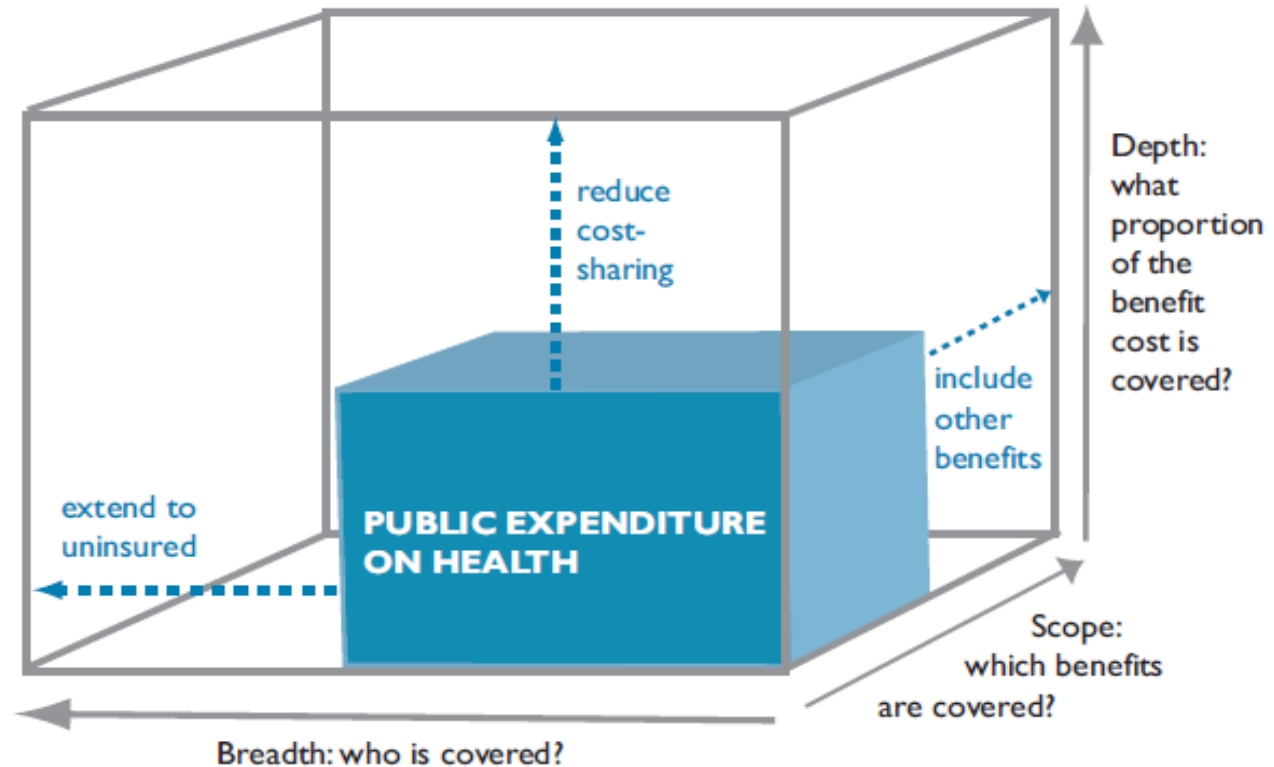 reduce
cost-
sharing
Depth:
what
proportion
of the
benefit
cost is
covered?
include
other
benefits
extend to
uninsured
PUBLIC EXPENDITURE
ON HEALTH
Scope:
which benefits
are covered?
Breadth: who is covered?